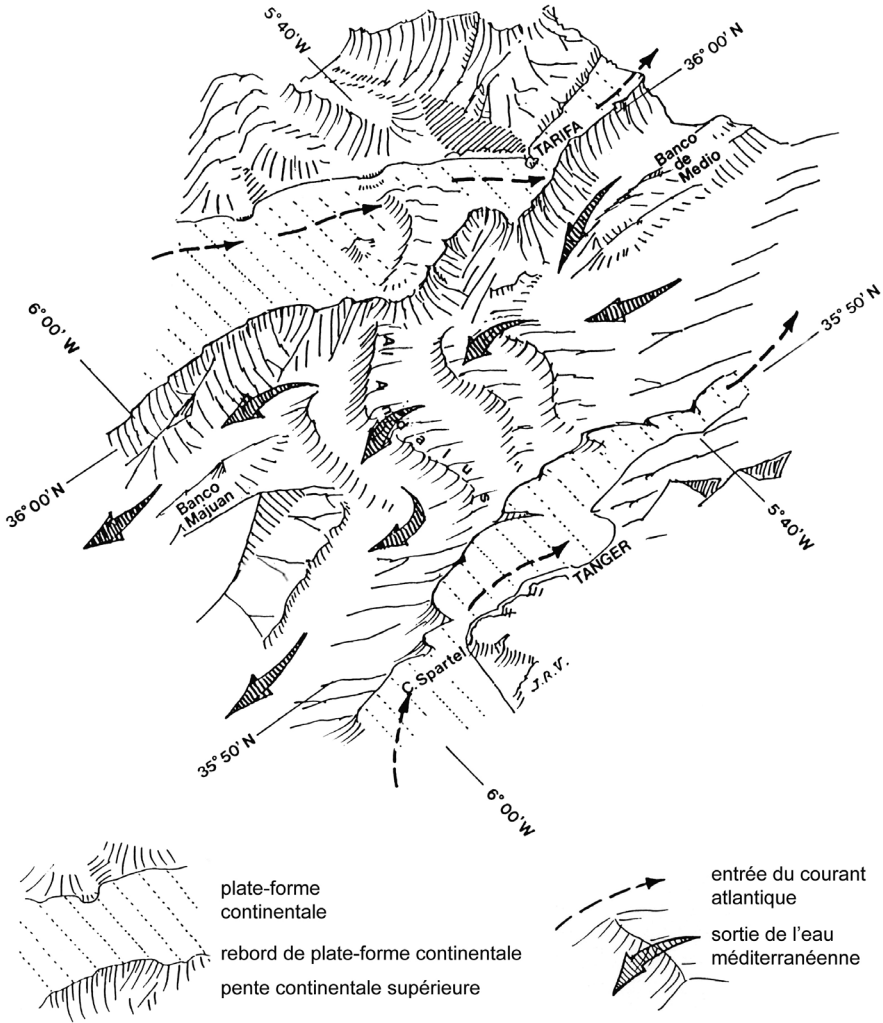 5° 40' W
36° 00' N
TARIFA
Banco
de
Medio
6° 00' W
35° 50' N
Al Andalus
36° 00' N
Banco
Majuan
5° 40' W
TANGER
C. Spartel
J.R.V.
35° 50' N
6° 00' W
plate-forme
continentale
rebord de plate-forme continentale
pente continentale supérieure
entrée du courant
atlantique
sortie de l'eau
méditerranéenne